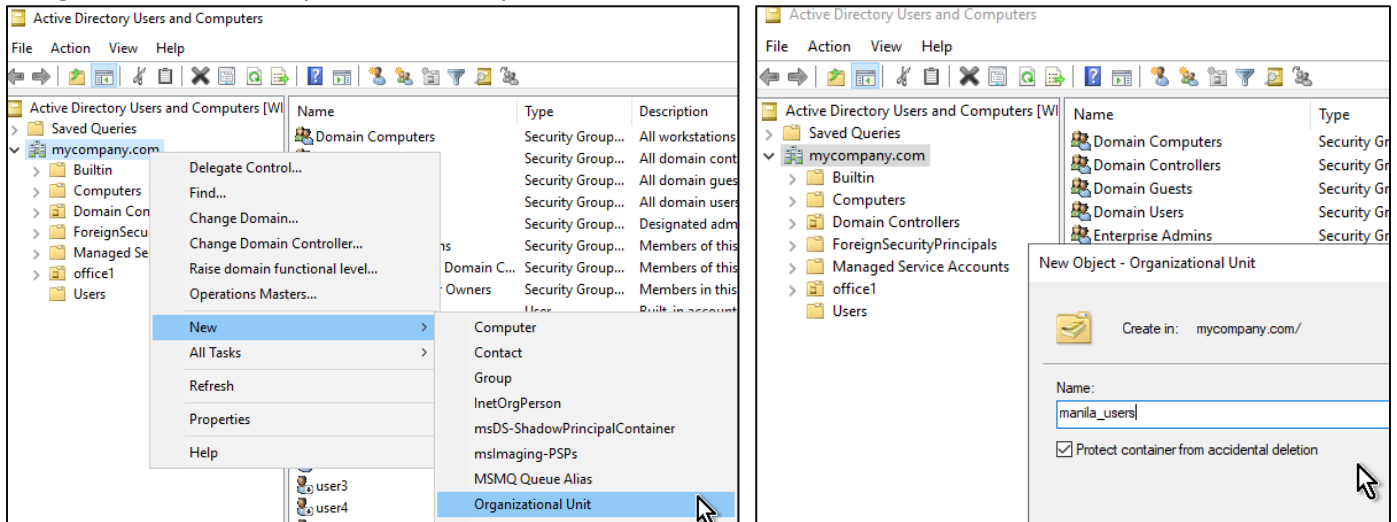 Active Directory Users and Computers
File Action View Help
Active Directory Users and Computers [WI
Saved Queries
mycompany.com
Builtin
Computers
Domain Con
ForeignSecu
Managed Se
office1
Users
Name Type Description
Domain Computers Security Group... All workstations
Security Group... All domain cont
Security Group... All domain gues
Security Group... All domain users
Security Group... Designated adm
ns Security Group... Members of this
Domain C... Security Group... Members of this
Owners Security Group... Members in this
User Built-in account
user3
user4
Delegate Control...
Find...
Change Domain...
Change Domain Controller...
Raise domain functional level...
Operations Masters...
New
All Tasks
Refresh
Properties
Help
Computer
Contact
Group
InetOrgPerson
msDS-ShadowPrincipalContainer
msImaging-PSPs
MSMQ Queue Alias
Organizational Unit
Active Directory Users and Computers
File Action View Help
Active Directory Users and Computers [WI
Saved Queries
mycompany.com
Builtin
Computers
Domain Controllers
ForeignSecurityPrincipals
Managed Service Accounts
office1
Users
Name Type
Domain Computers Security Gr
Domain Controllers Security Gr
Domain Guests Security Gr
Domain Users Security Gr
Enterprise Admins Security Gr
New Object - Organizational Unit
Create in: mycompany.com/
Name:
manila_users
Protect container from accidental deletion